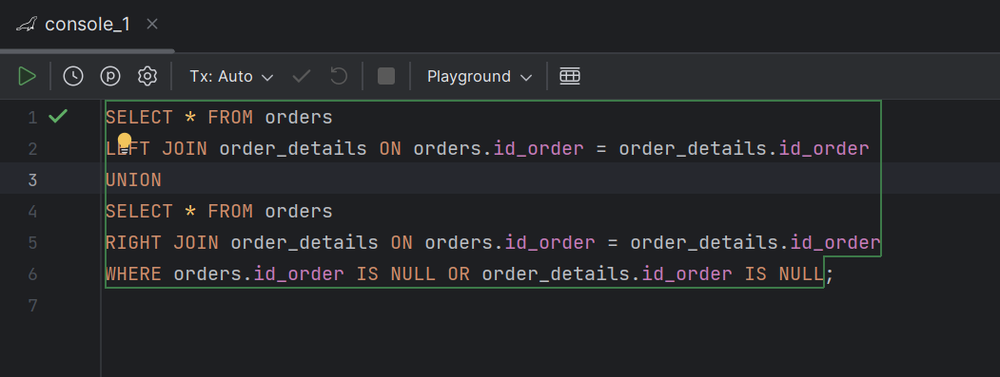 console_1
Tx: Auto Playground
1 SELECT * FROM orders
2 LEFT JOIN order_details ON orders.id_order = order_details.id_order
3 UNION
4 SELECT * FROM orders
5 RIGHT JOIN order_details ON orders.id_order = order_details.id_order
6 WHERE orders.id_order IS NULL OR order_details.id_order IS NULL;
7